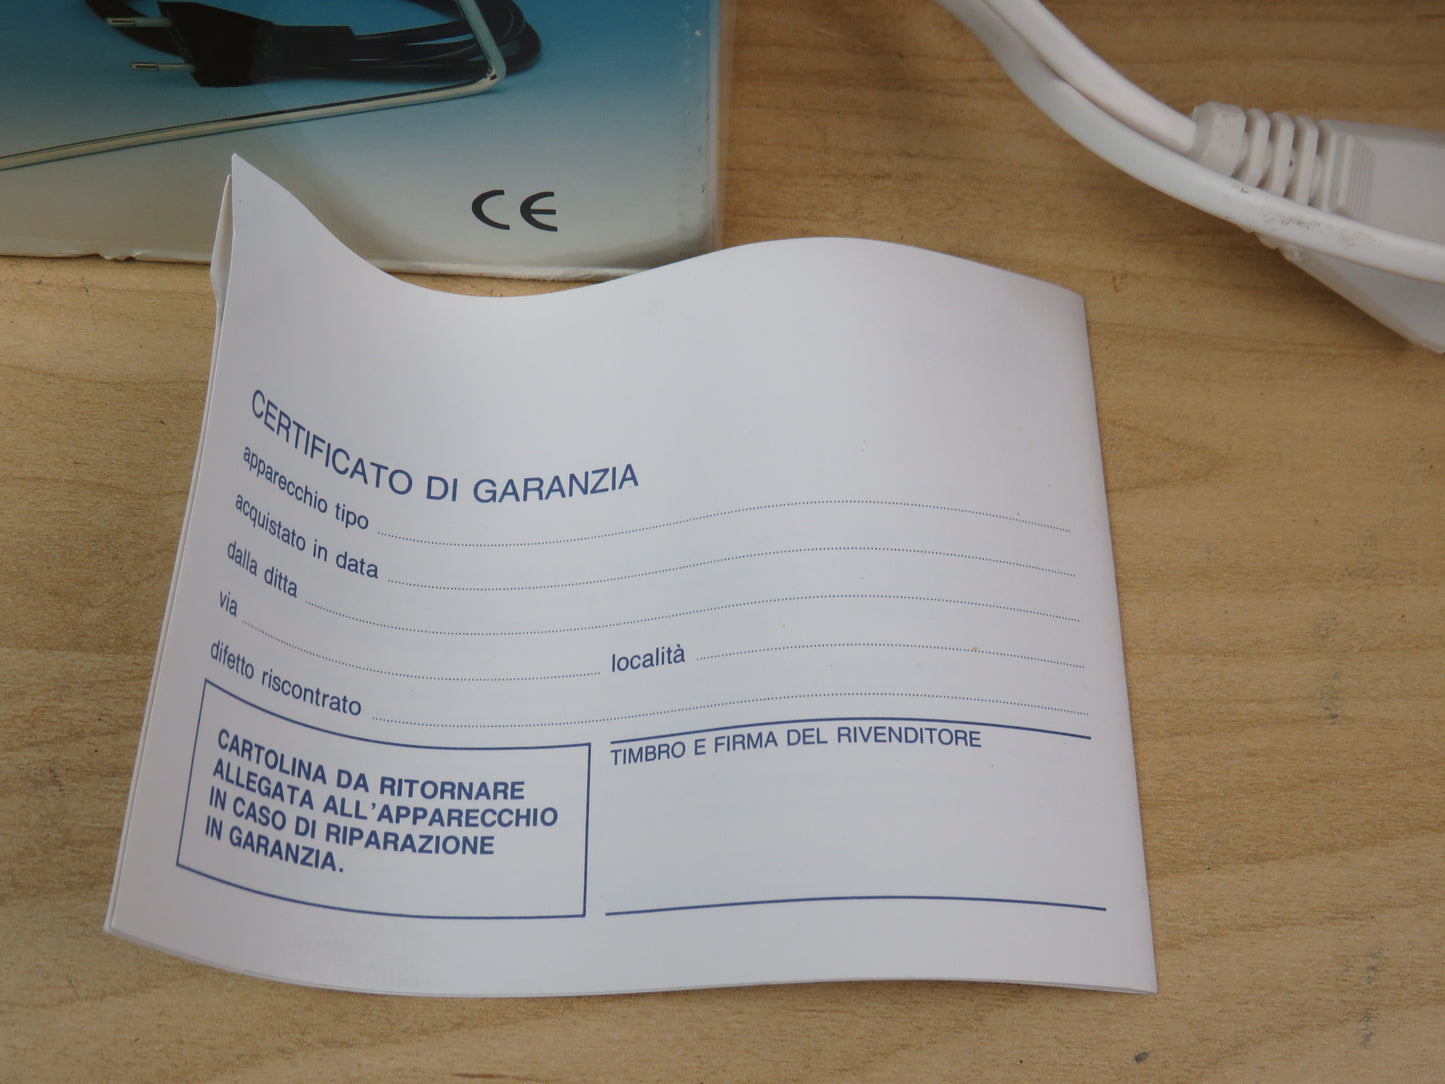 CE
CERTIFICATO DI GARANZIA
apparecchio tipo
acquistato in data
dalla ditta
via
località
difetto riscontrato
CARTOLINA DA RITORNARE
ALLEGATA ALL'APPARECCHIO
IN CASO DI RIPARAZIONE
IN GARANZIA.
TIMBRO E FIRMA DEL RIVENDITORE